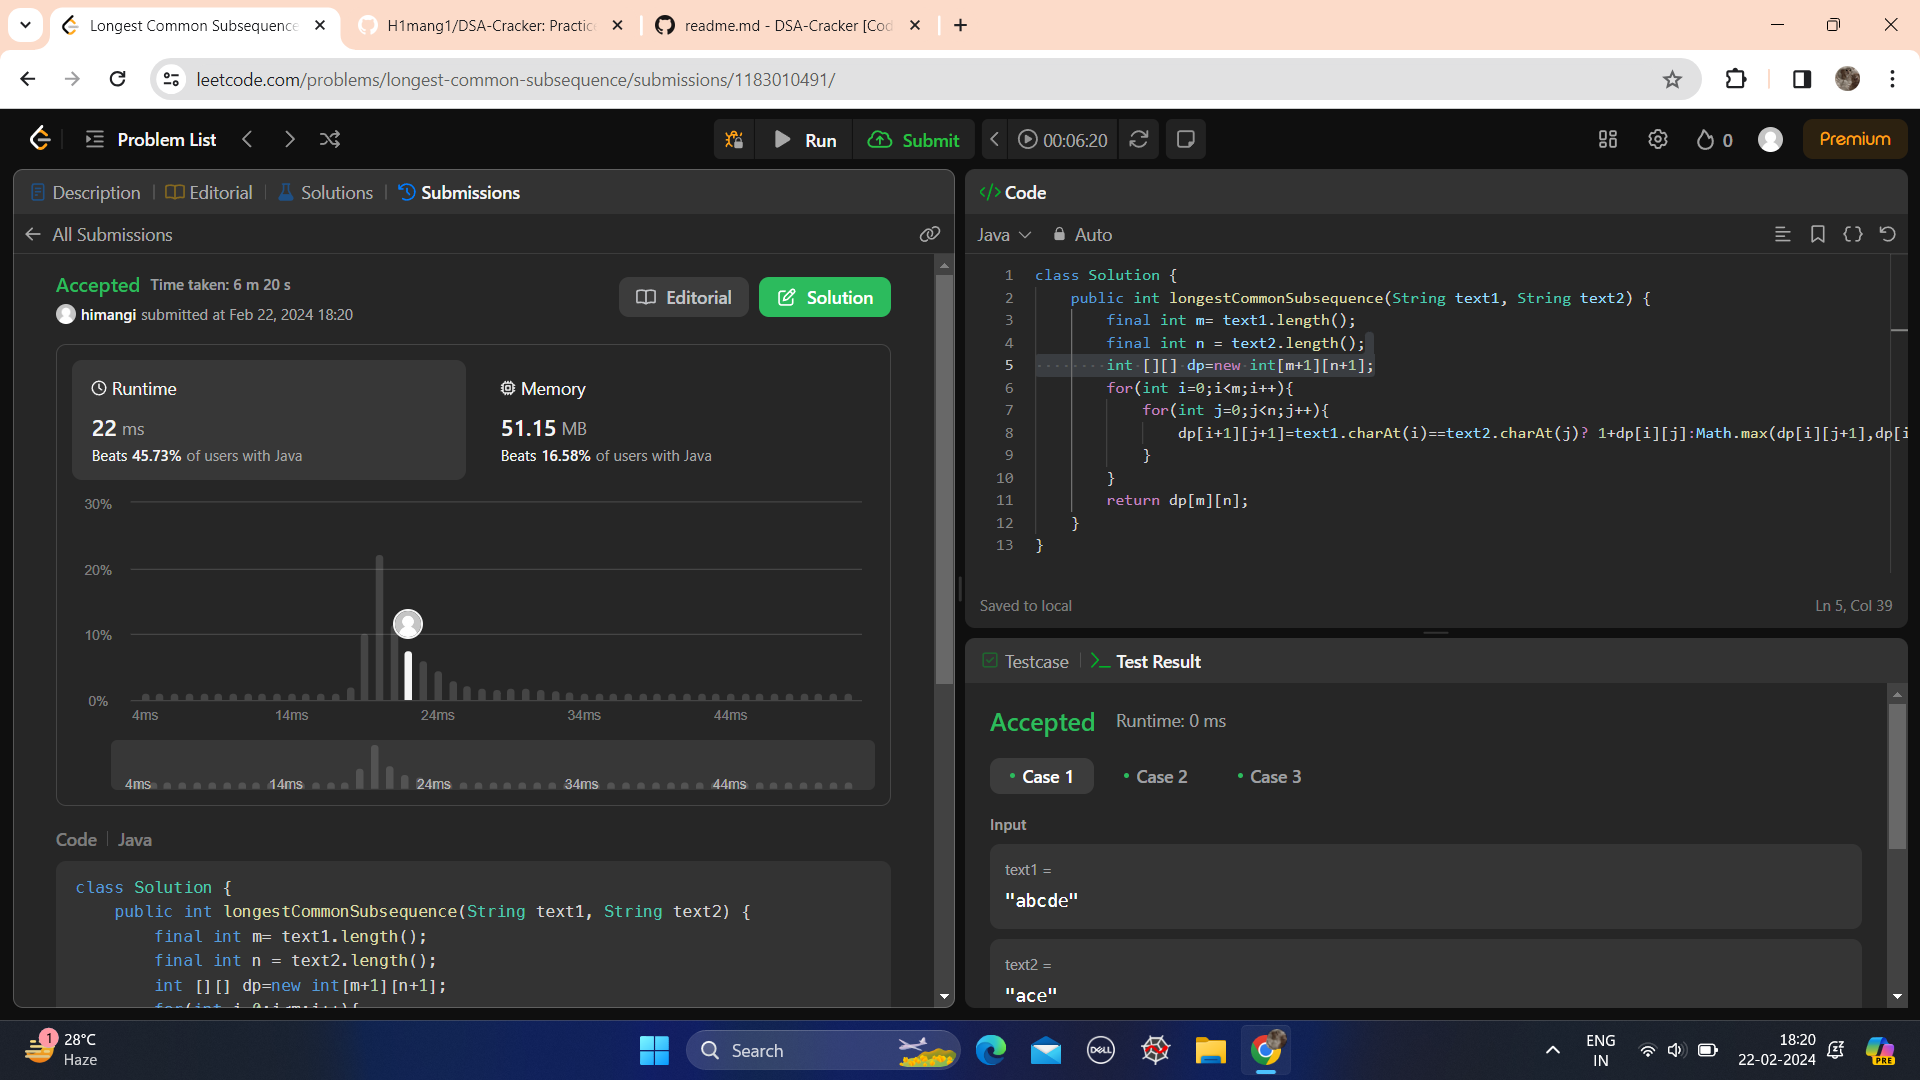 Longest Common Subsequence
H1mang1/DSA-Cracker: Practice
readme.md - DSA-Cracker [Cod
leetcode.com/problems/longest-common-subsequence/submissions/1183010491/
Problem List
Run
Submit
00:06:20
0
Premium
Description
Editorial
Solutions
Submissions
All Submissions
Accepted
Time taken: 6 m 20 s
himangi submitted at Feb 22, 2024 18:20
Editorial
Solution
Runtime
22 ms
Beats 45.73% of users with Java
Memory
51.15 MB
Beats 16.58% of users with Java
30%
20%
10%
0%
4ms
14ms
24ms
34ms
44ms
4ms
14ms
24ms
34ms
44ms
Code
Java
class Solution {
public int longestCommonSubsequence(String text1, String text2) {
final int m= text1.length();
final int n = text2.length();
int [][] dp=new int[m+1][n+1];
for(int i=0;i<m;i++){
Code
Java
Auto
1 class Solution {
2 public int longestCommonSubsequence(String text1, String text2) {
3 final int m= text1.length();
4 final int n = text2.length();
5 int [][] dp=new int[m+1][n+1];
6 for(int i=0;i<m;i++){
7 for(int j=0;j<n;j++){
8 dp[i+1][j+1]=text1.charAt(i)==text2.charAt(j)? 1+dp[i][j]:Math.max(dp[i][j+1],dp[i
9 }
10 }
11 return dp[m][n];
12 }
13 }
Saved to local
Ln 5, Col 39
Testcase
Test Result
Accepted
Runtime: 0 ms
Case 1
Case 2
Case 3
Input
text1 =
"abcde"
text2 =
"ace"
1
28°C
Haze
Search
DELL
ENG
IN
18:20
22-02-2024
PRE